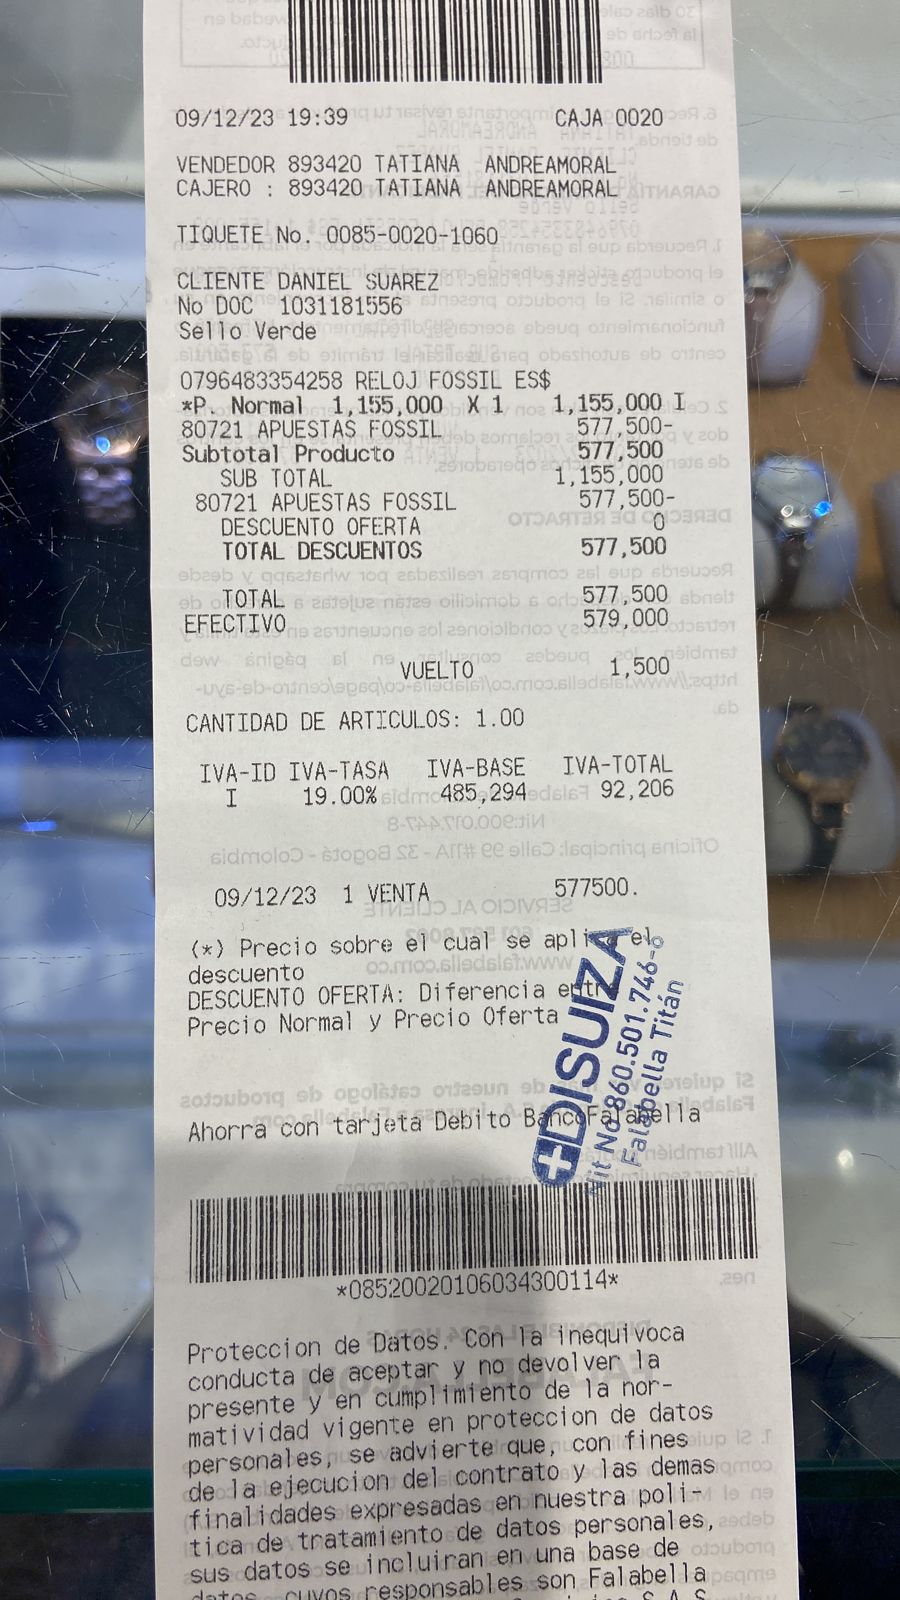 09/12/23 19:39 CAJA 0020
VENDEDOR 893420 TATIANA ANDREAMORAL
CAJERO : 893420 TATIANA ANDREAMORAL
TIQUETE No. 0085-0020-1060
CLIENTE DANIEL SUAREZ
No DOC 1031181556
Sello Verde
0796483354258 RELOJ FOSSIL ES$
*P. Normal 1,155,000 X 1 1,155,000 I
80721 APUESTAS FOSSIL 577,500-
Subtotal Producto 577,500
SUB TOTAL 1,155,000
80721 APUESTAS FOSSIL 577,500-
DESCUENTO OFERTA 0
TOTAL DESCUENTOS 577,500
TOTAL 577,500
EFECTIVO 579,000
VUELTO 1,500
CANTIDAD DE ARTICULOS: 1.00
IVA-ID IVA-TASA IVA-BASE IVA-TOTAL
I 19.00% 485,294 92,206
09/12/23 1 VENTA 577500.
(*) Precio sobre el cual se aplica el
descuento
DESCUENTO OFERTA: Diferencia entre
Precio Normal y Precio Oferta
DISUIZA
Nit No 860.501.746-6
Falabella Titán
Ahorra con tarjeta Debito BancoFalabella
*08520020106034300114*
Proteccion de Datos. Con la inequivoca
conducta de aceptar y no devolver la
presente y en cumplimiento de la nor-
matividad vigente en proteccion de datos
personales, se advierte que, con fines
de la ejecucion del contrato y las demas
finalidades expresadas en nuestra poli-
tica de tratamiento de datos personales,
sus datos se incluiran en una base de
datos, cuyos responsables son Falabella